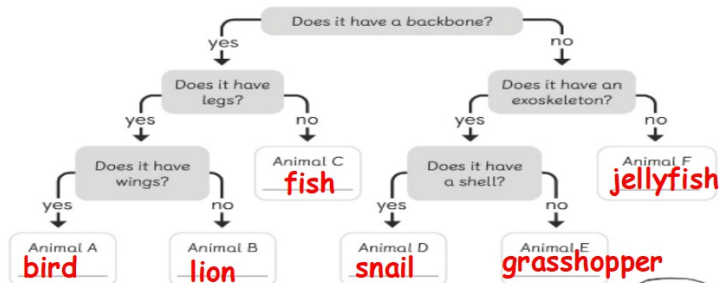 Does it have a backbone?
yes
no
Does it have
legs?
Does it have an
exoskeleton?
yes
no
yes
no
Does it have
wings?
Animal C
fish
Does it have
a shell?
Animal F
jellyfish
yes
no
yes
no
Animal A
bird
Animal B
lion
Animal D
snail
Animal E
grasshopper